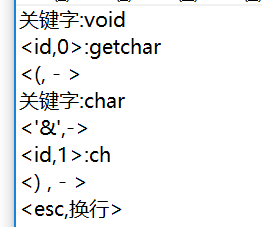 关键字:void
<id,0>:getchar
<(, - >
关键字:char
<'&',->
<id,1>:ch
<) , - >
<esc,换行>